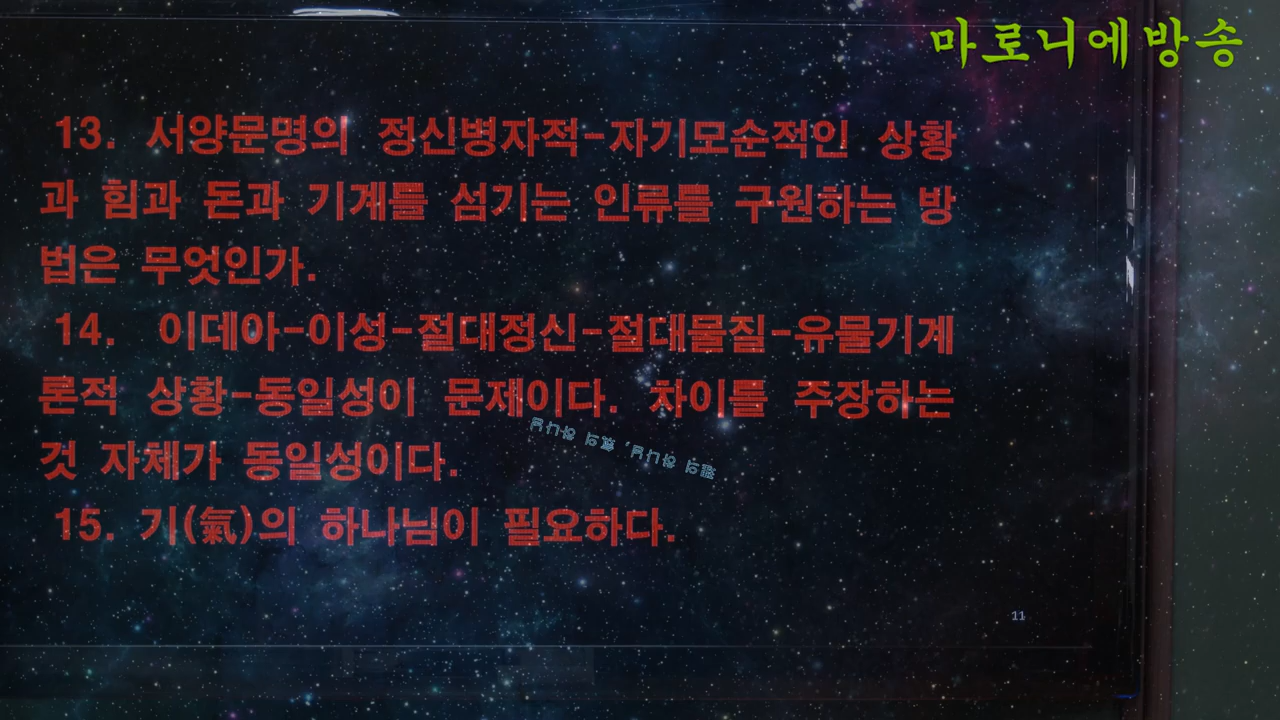 마로니에방송
13. 서양문명의 정신병자적-자기모순적인 상황
과 힘과 돈과 기계를 섬기는 인류를 구원하는 방
법은 무엇인가.
14. 이데아-이성-절대정신-절대물질-유물기계
론적 상황-동일성이 문제이다. 차이를 주장하는
것 자체가 동일성이다.
15. 기(氣)의 하나님이 필요하다.
11